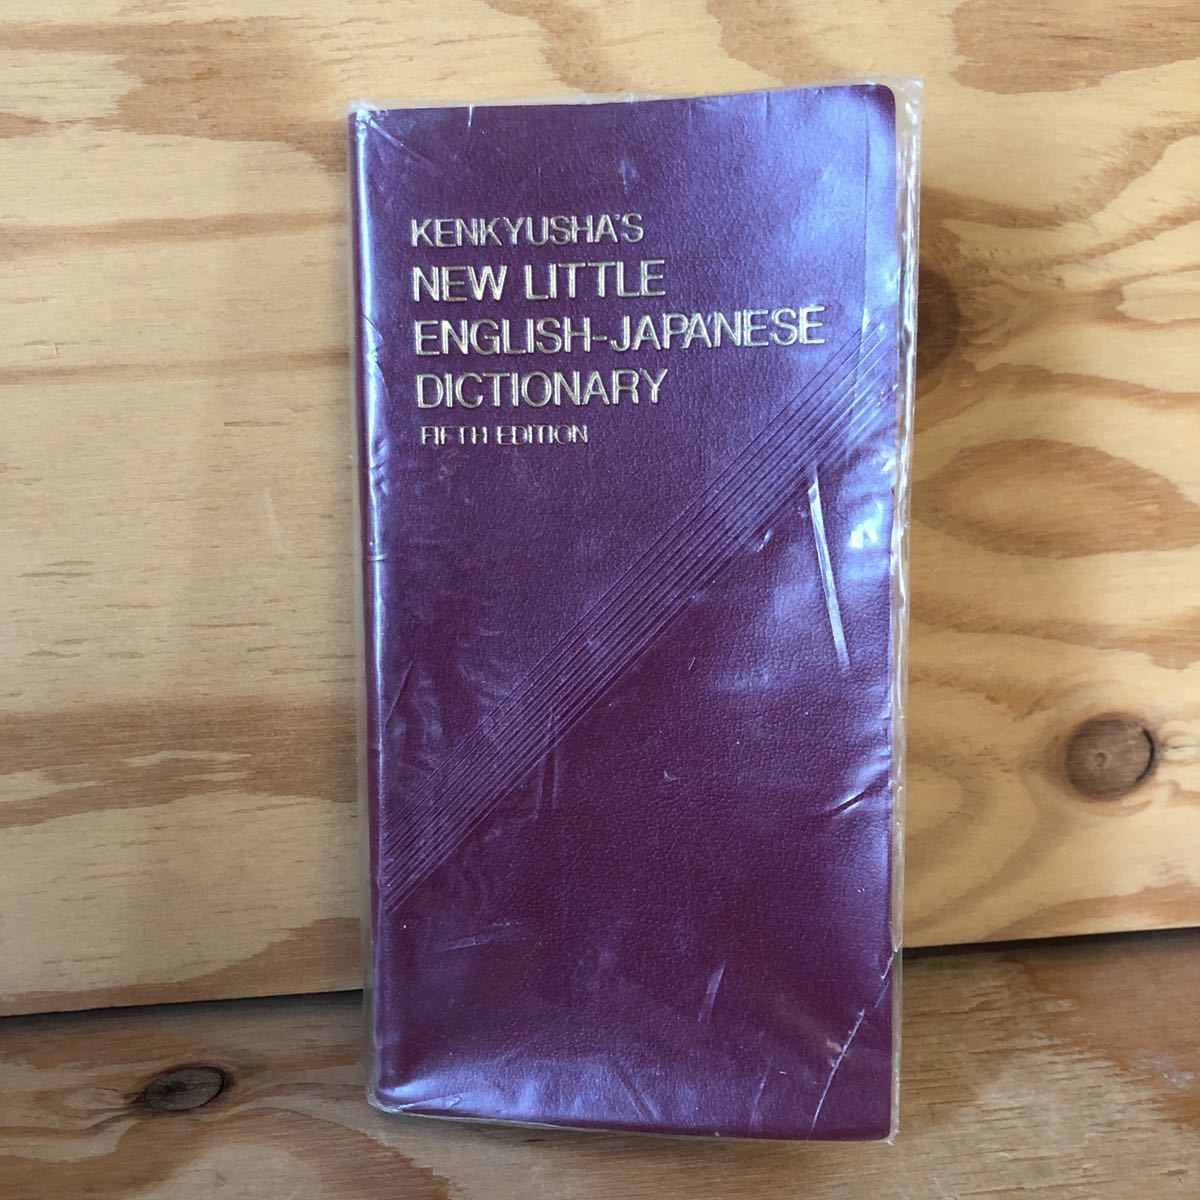 KENKYUSHA'S
NEW LITTLE
ENGLISH-JAPANESE
DICTIONARY
FIFTH EDITION